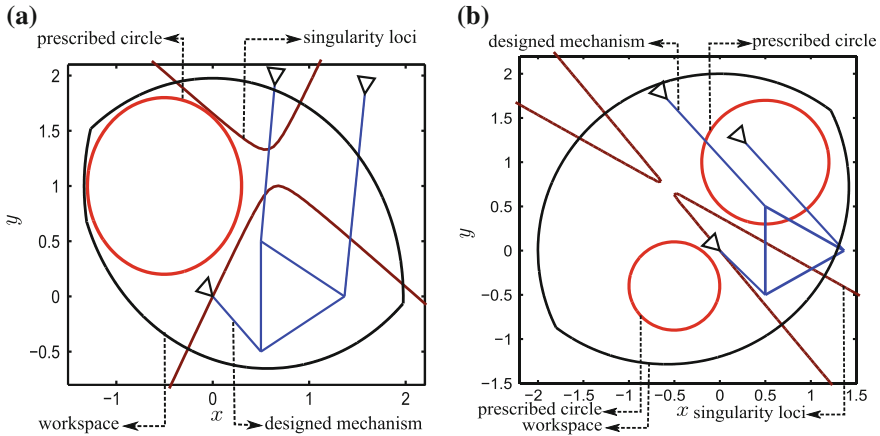 (a)
prescribed circle
singularity loci
2
1.5
1
0.5
0
−0.5
y
−1
0
1
2
x
workspace
designed mechanism
(b)
designed mechanism
prescribed circle
2
1.5
1
0.5
0
−0.5
−1
−1.5
y
−2
−1.5
−1
−0.5
0
0.5
1
1.5
x
prescribed circle
singularity loci
workspace